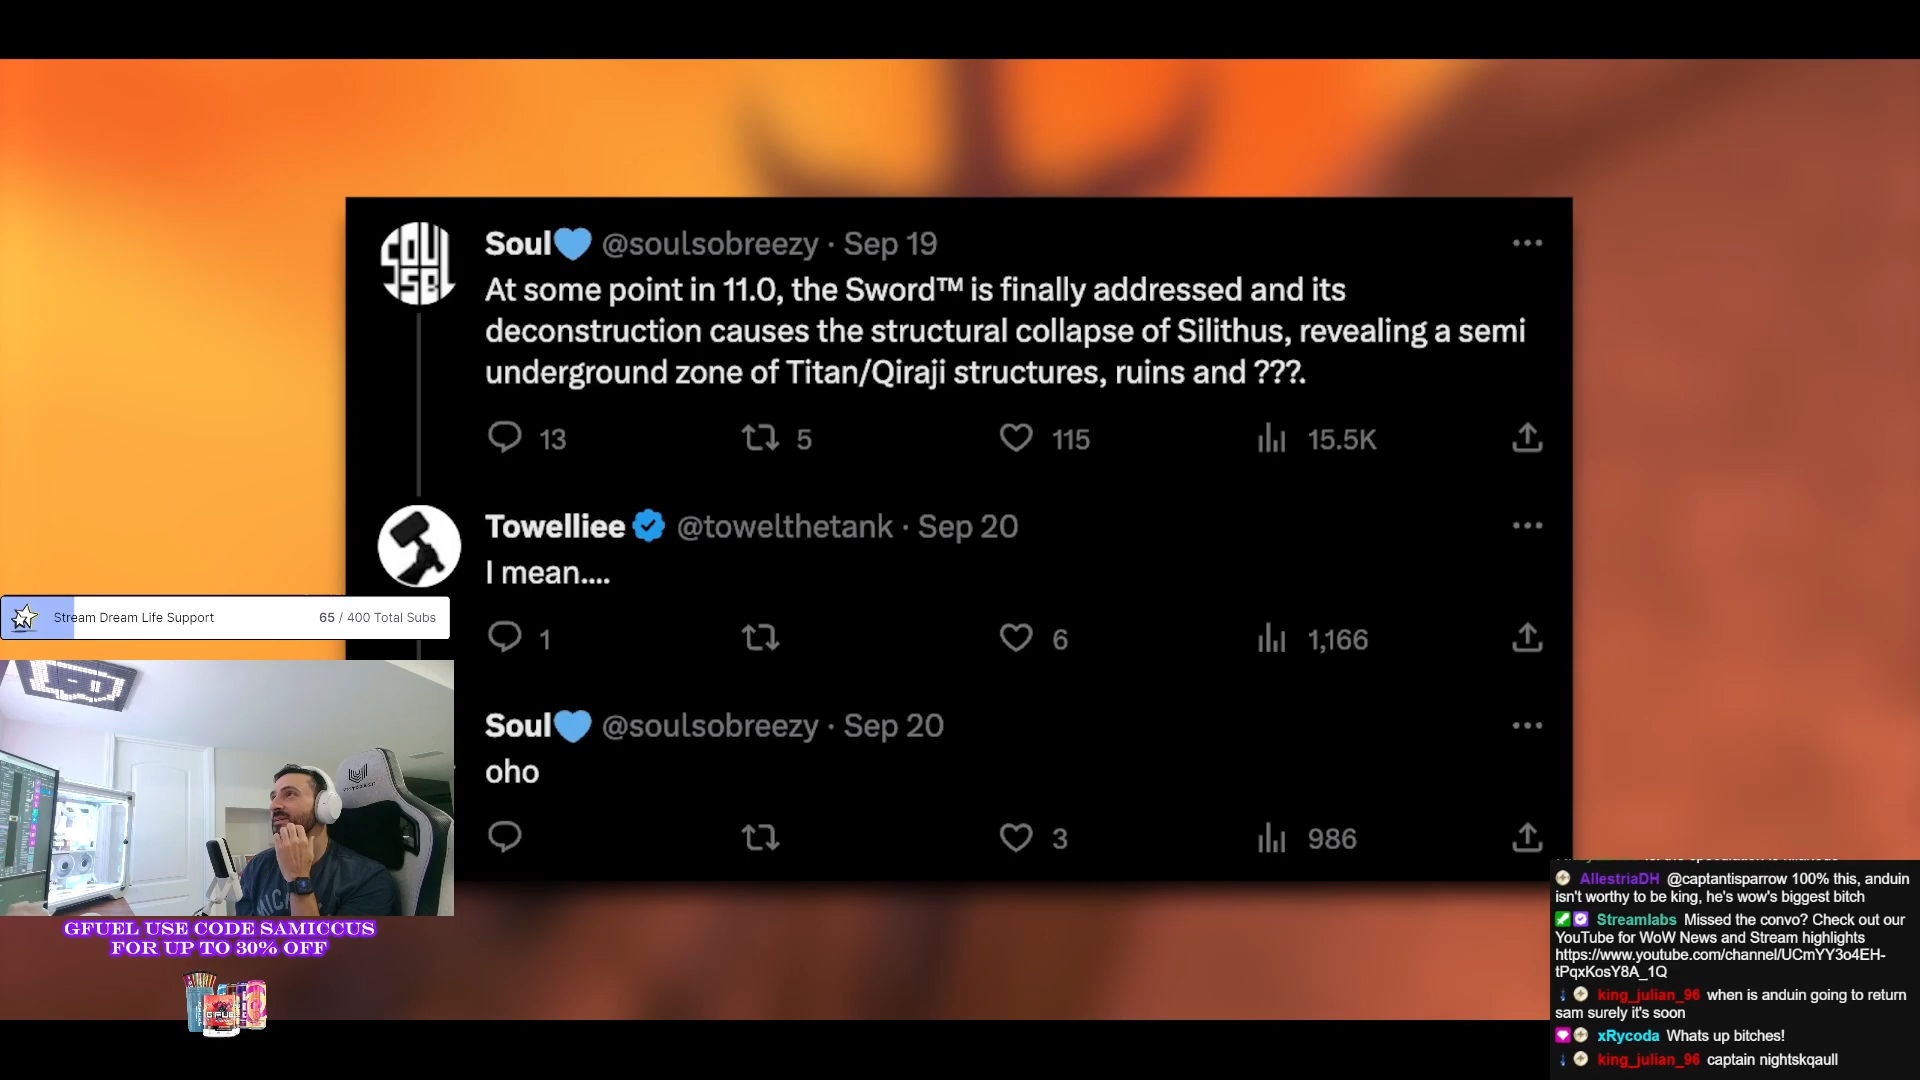 Soul💙 @soulsobreezy · Sep 19
At some point in 11.0, the Sword™ is finally addressed and its
deconstruction causes the structural collapse of Silithus, revealing a semi
underground zone of Titan/Qiraji structures, ruins and ???.
13 5 115 15.5K
Towelliee @towelthetank · Sep 20
I mean....
1 6 1,166
Soul💙 @soulsobreezy · Sep 20
oho
3 986
Stream Dream Life Support 65 / 400 Total Subs
GFUEL USE CODE SAMICCUS
FOR UP TO 30% OFF
AllestriaDH @captantisparrow 100% this, anduin
isn't worthy to be king, he's wow's biggest bitch
Streamlabs Missed the convo? Check out our
YouTube for WoW News and Stream highlights
https://www.youtube.com/channel/UCmYY3o4EH-
tPqxKosY8A_1Q
king_julian_96 when is anduin going to return
sam surely it's soon
xRycoda Whats up bitches!
king_julian_96 captain nightskqaull